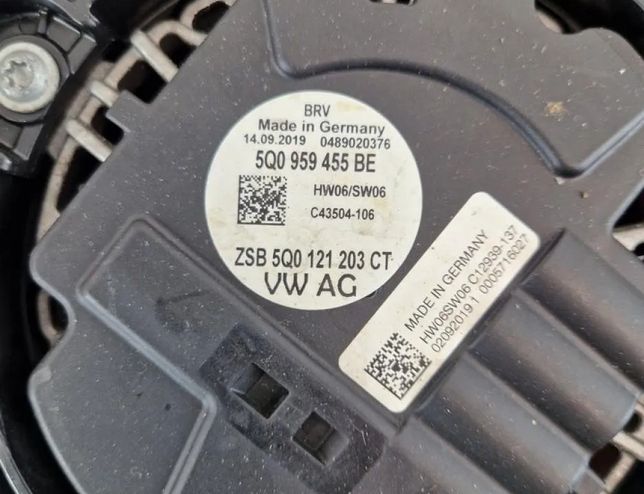 BRV
Made in Germany
14.09.2019 0489020376
5Q0 959 455 BE
HW06/SW06
C43504-106
ZSB 5Q0 121 203 CT
VW AG
MADE IN GERMANY
HW06SW06 C12939-137
02092019 1 0005716027